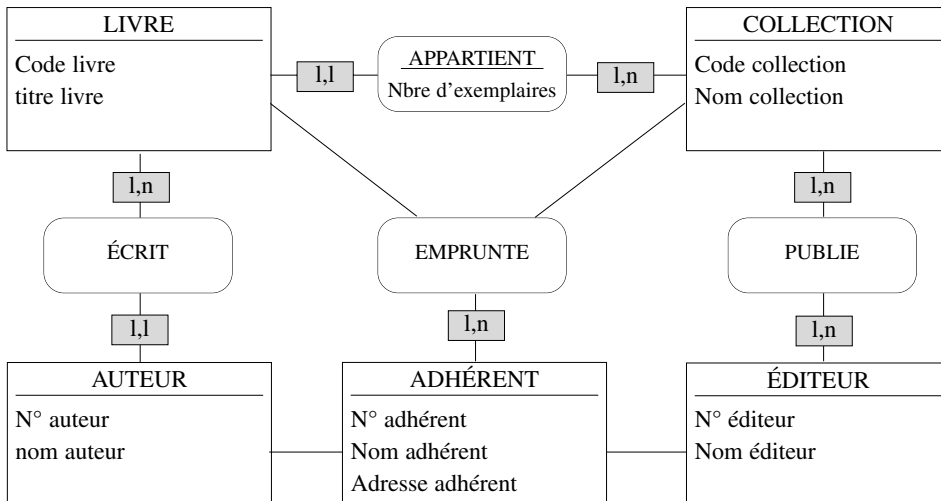 LIVRE
Code livre
titre livre
l,l
APPARTIENT
Nbre d'exemplaires
l,n
COLLECTION
Code collection
Nom collection
l,n
l,n
ÉCRIT
EMPRUNTE
PUBLIE
l,l
l,n
l,n
AUTEUR
N° auteur
nom auteur
ADHÉRENT
N° adhérent
Nom adhérent
Adresse adhérent
ÉDITEUR
N° éditeur
Nom éditeur